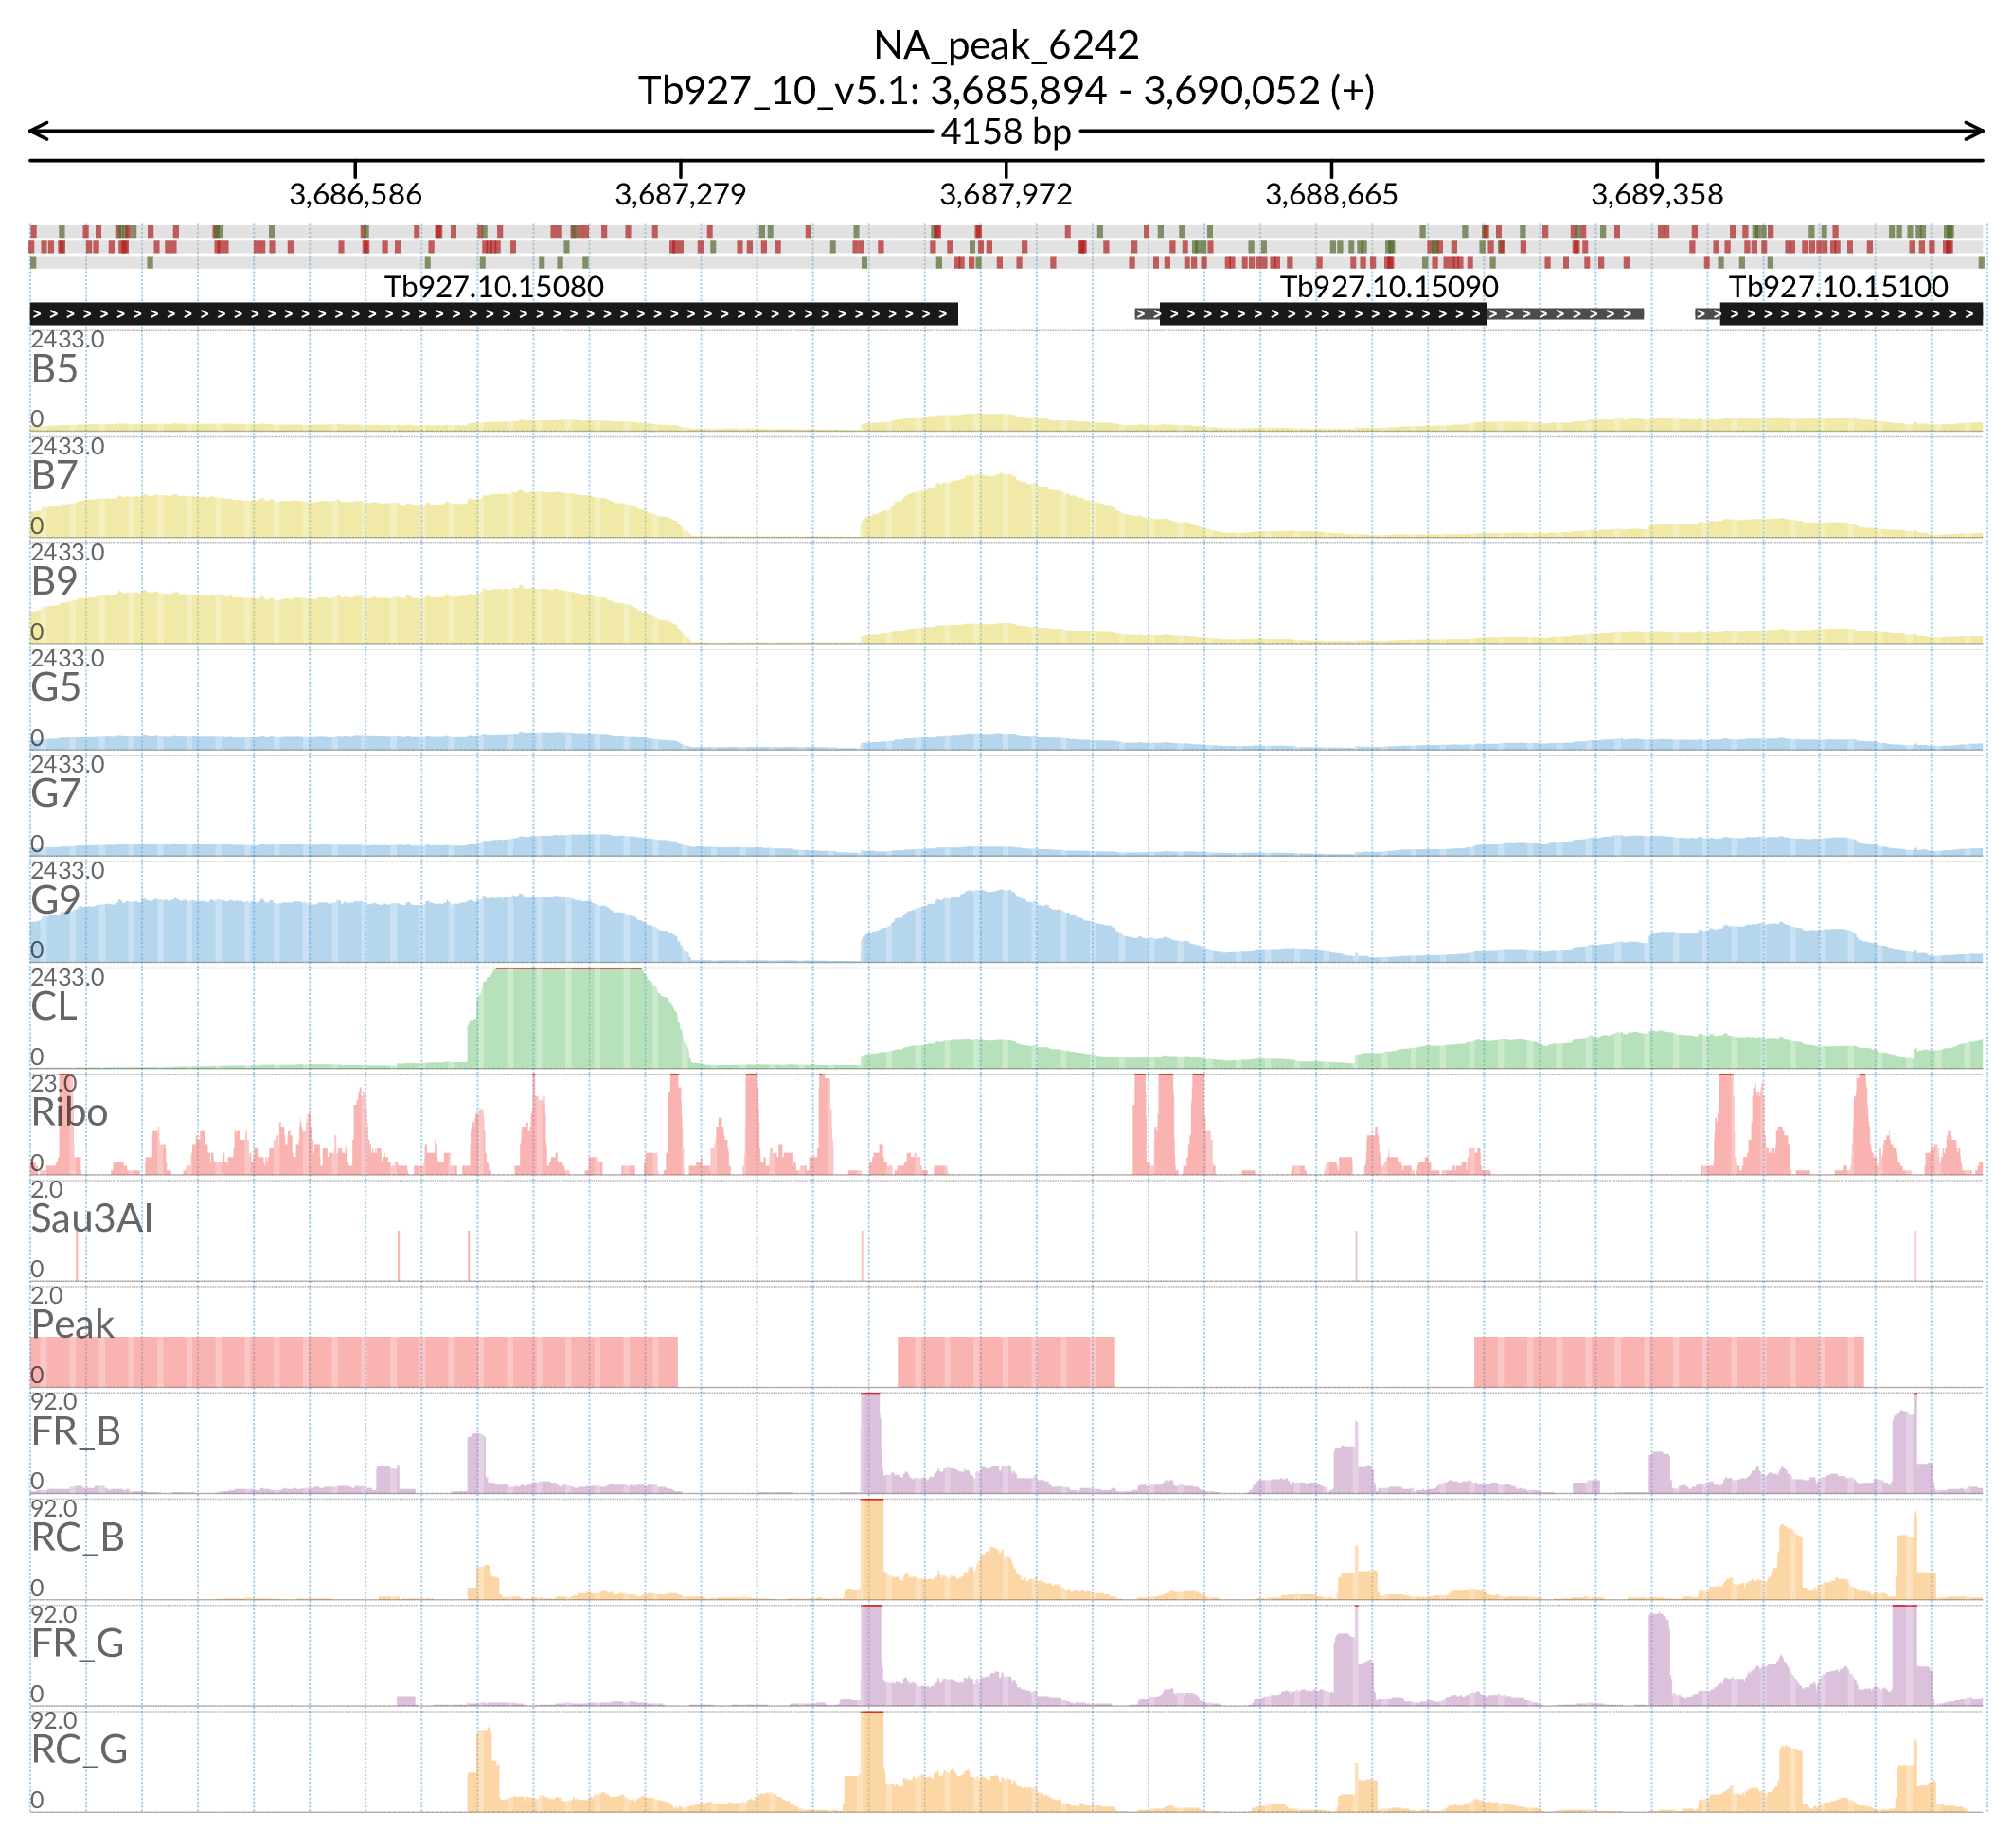 NA_peak_6242
Tb927_10_v5.1: 3,685,894 - 3,690,052 (+)
4158 bp
3,686,586 3,687,279 3,687,972 3,688,665 3,689,358
Tb927.10.15080 Tb927.10.15090 Tb927.10.15100
2433.0
B5
0
2433.0
B7
0
2433.0
B9
0
2433.0
G5
0
2433.0
G7
0
2433.0
G9
0
2433.0
CL
0
23.0
Ribo
0
2.0
Sau3AI
0
2.0
Peak
0
92.0
FR_B
0
92.0
RC_B
0
92.0
FR_G
0
92.0
RC_G
0